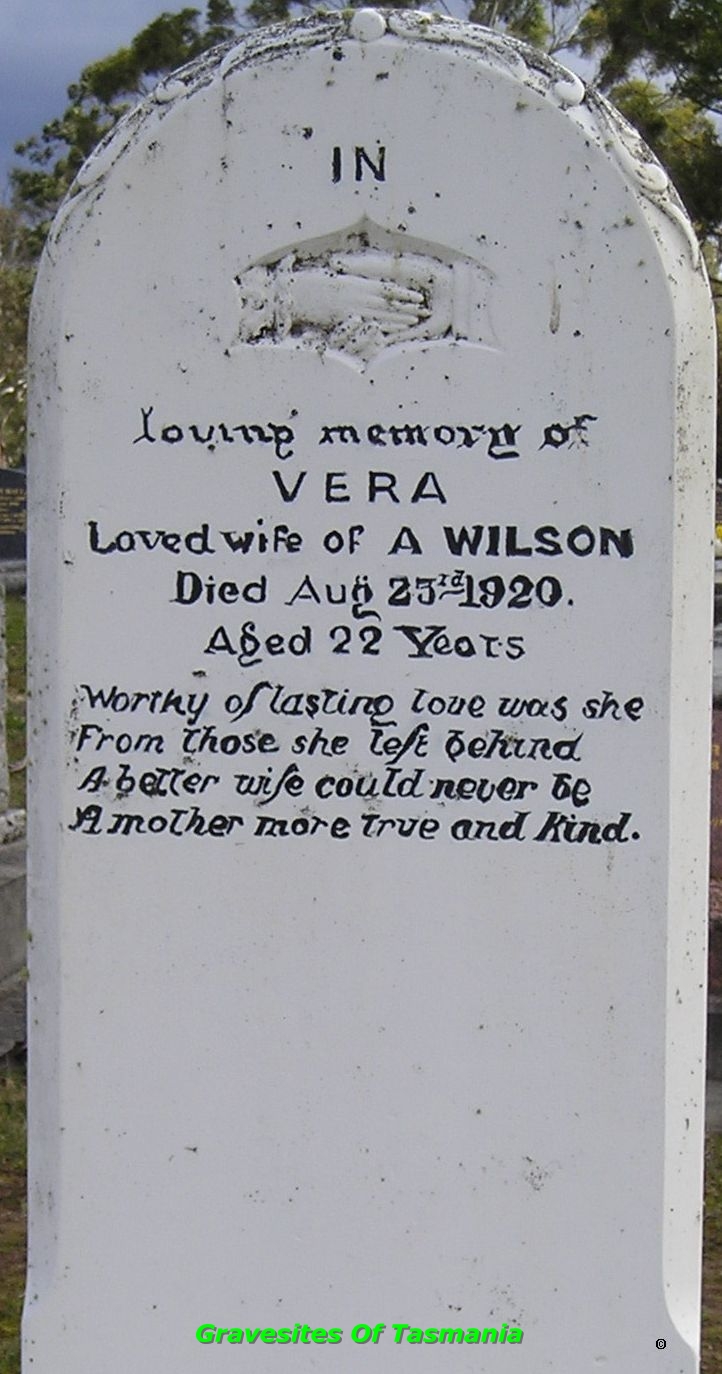 IN
loving memory of
VERA
Loved wife of A WILSON
Died Aug 23rd 1920.
Aged 22 Years
Worthy of lasting love was she
From those she left behind
A better wife could never be
A mother more true and kind.
Gravesites Of Tasmania
©